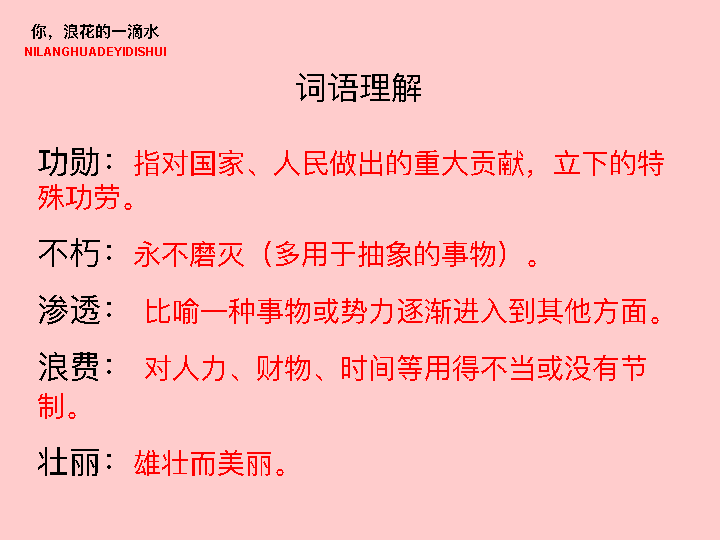 你，浪花的一滴水
NILANGHUADEYIDISHUI
词语理解
功勋：指对国家、人民做出的重大贡献，立下的特
殊功劳。
不朽：永不磨灭（多用于抽象的事物）。
渗透： 比喻一种事物或势力逐渐进入到其他方面。
浪费： 对人力、财物、时间等用得不当或没有节
制。
壮丽：雄壮而美丽。